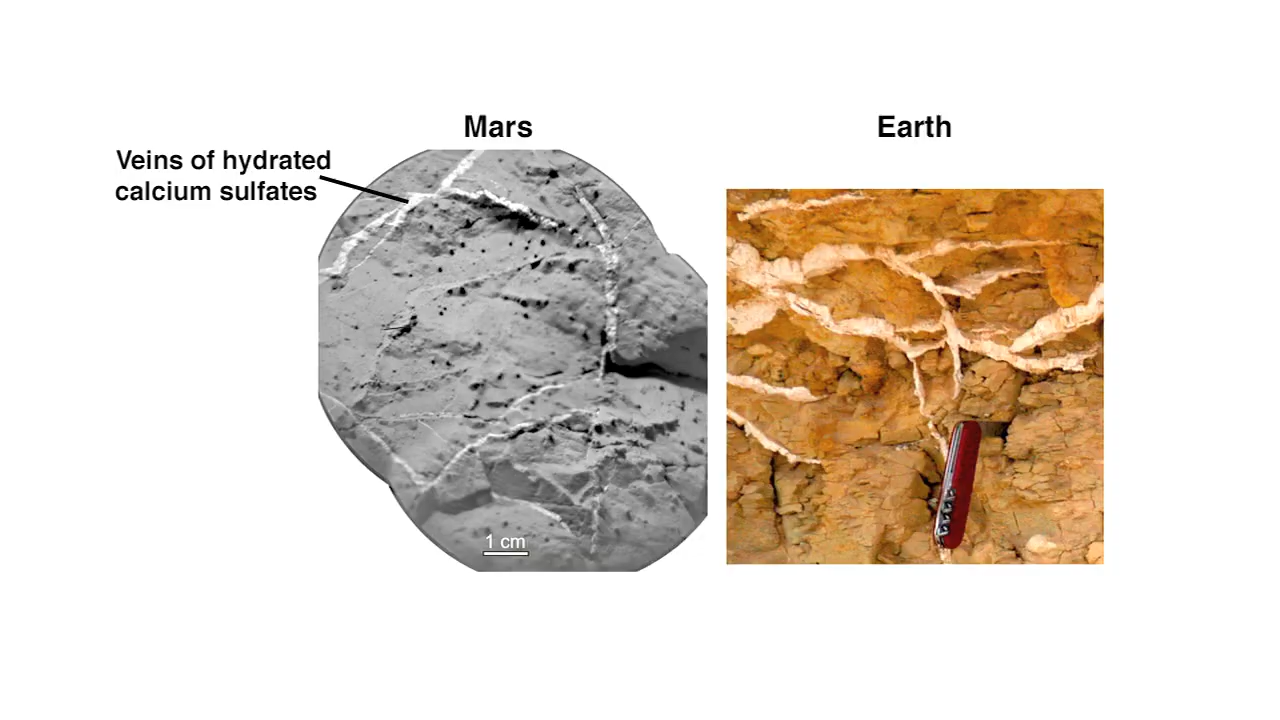 Mars
Earth
Veins of hydrated
calcium sulfates
1 cm